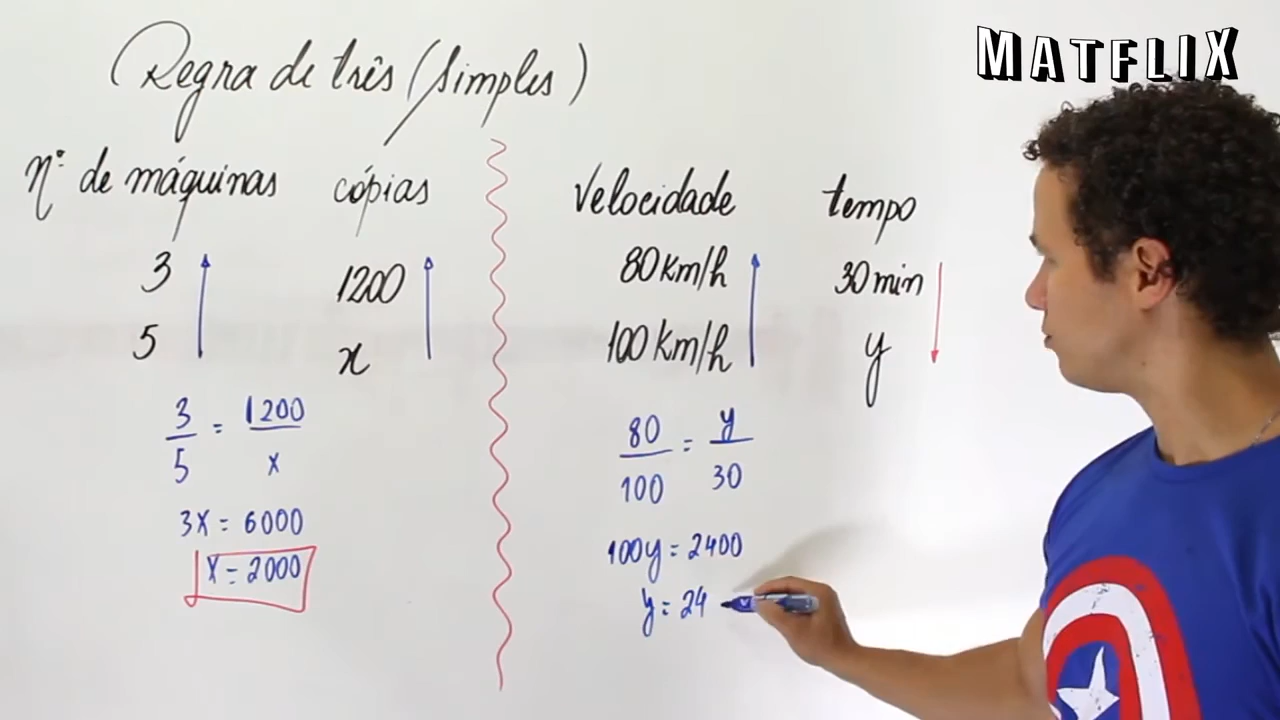 MATFLIX
Regra de três (simples)
nº de máquinas cópias
3 1200
5 x
3/5 = 1200/x
3x = 6000
x = 2000
velocidade tempo
80 km/h 30 min
100 km/h y
80/100 = y/30
100y = 2400
y = 24